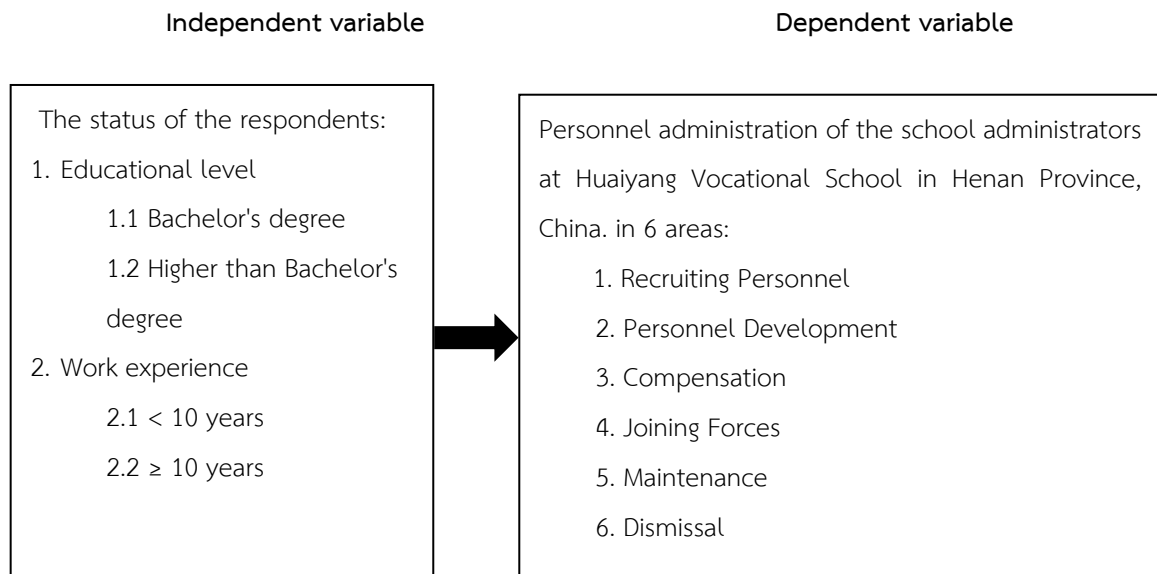 Independent variable
Dependent variable
The status of the respondents:
1. Educational level
1.1 Bachelor's degree
1.2 Higher than Bachelor's
degree
2. Work experience
2.1 < 10 years
2.2 ≥ 10 years
Personnel administration of the school administrators
at Huaiyang Vocational School in Henan Province,
China. in 6 areas:
1. Recruiting Personnel
2. Personnel Development
3. Compensation
4. Joining Forces
5. Maintenance
6. Dismissal